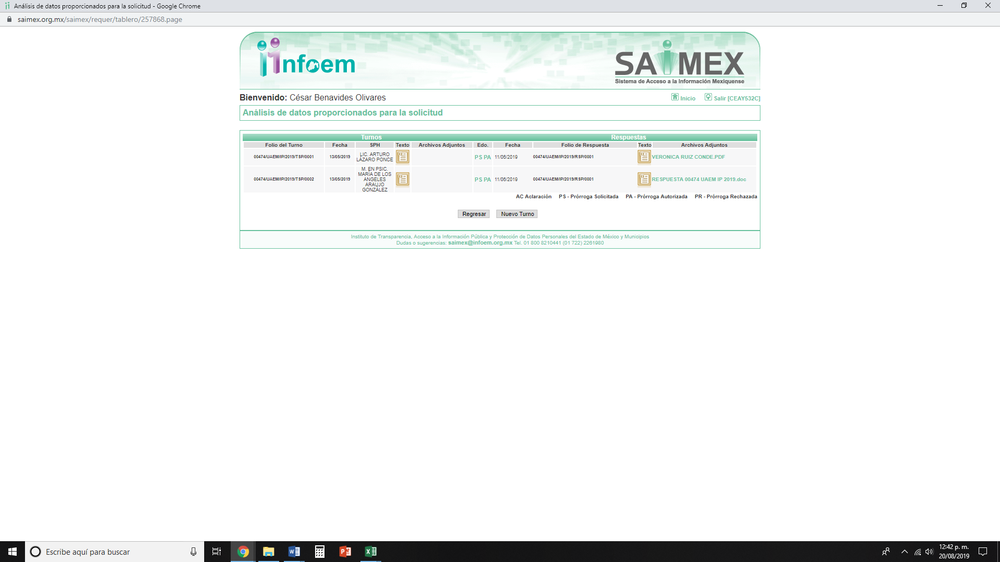 Análisis de datos proporcionados para la solicitud - Google Chrome
saimex.org.mx/saimex/requer/tablero/257868.page
infoem
SAIMEX
Sistema de Acceso a la Información Mexiquense
Bienvenido: César Benavides Olivares
Inicio Salir [CEAY532C]
Análisis de datos proporcionados para la solicitud
Turnos Respuestas
Folio del Turno Fecha SPH Texto Archivos Adjuntos Edo. Fecha Folio de Respuesta Texto Archivos Adjuntos
00474/UAEM/IP/2019/TSP/0001 13/05/2019 LIC. ARTURO LÁZARO PONCE PS PA 11/06/2019 00474/UAEM/IP/2019/RSP/0001 VERONICA RUIZ CONDE.PDF
00474/UAEM/IP/2019/TSP/0002 13/05/2019 M. EN PSIC. MARÍA DE LOS ANGELES ARAUJO GONZÁLEZ PS PA 11/06/2019 00474/UAEM/IP/2019/RSP/0001 RESPUESTA 00474 UAEM IP 2019.doc
AC Aclaración PS - Prórroga Solicitada PA - Prórroga Autorizada PR - Prórroga Rechazada
Regresar Nuevo Turno
Instituto de Transparencia, Acceso a la Información Pública y Protección de Datos Personales del Estado de México y Municipios
Dudas o sugerencias: saimex@infoem.org.mx Tel. 01 800 8210441 (01 722) 2261980
Escribe aquí para buscar
12:42 p. m.
20/08/2019